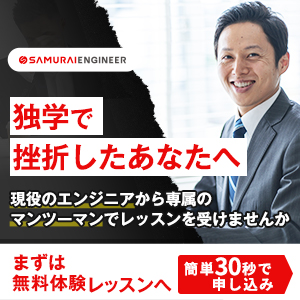 SAMURAIENGINEER
独学で
挫折したあなたへ
現役のエンジニアから専属の
マンツーマンでレッスンを受けませんか
まずは
無料体験レッスンへ
簡単30秒で
申し込み